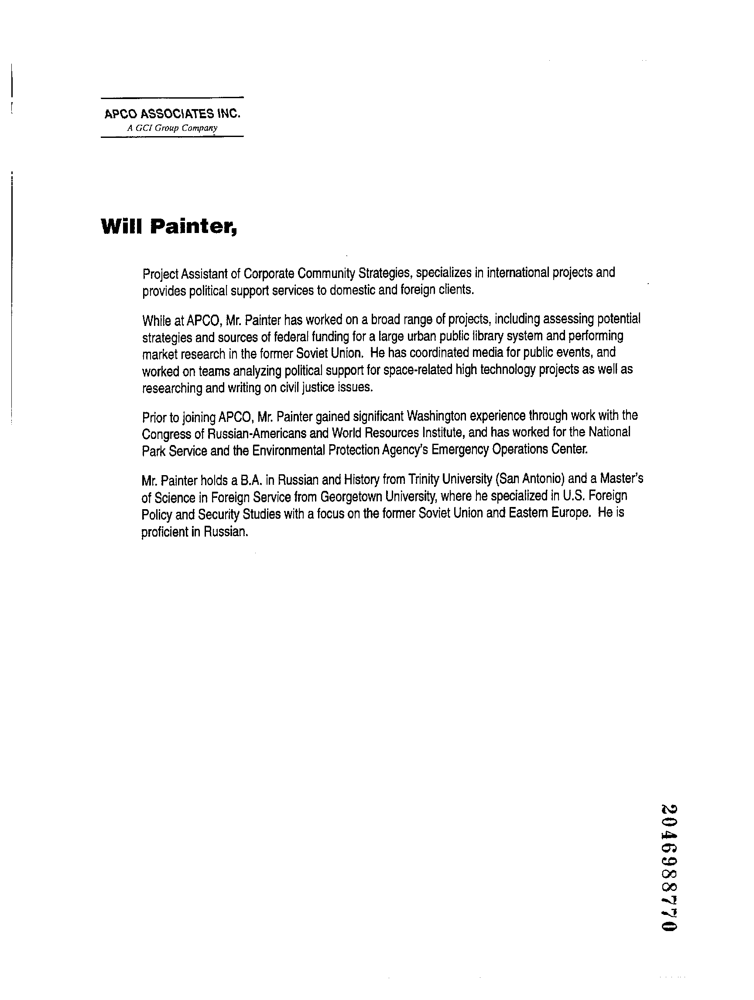 APCO ASSOCIATES INC.
A GCI Group Company
Will Painter,
Project Assistant of Corporate Community Strategies, specializes in international projects and
provides political support services to domestic and foreign clients.
While at APCO, Mr. Painter has worked on a broad range of projects, including assessing potential
strategies and sources of federal funding for a large urban public library system and performing
market research in the former Soviet Union.  He has coordinated media for public events, and
worked on teams analyzing political support for space-related high technology projects as well as
researching and writing on civil justice issues.
Prior to joining APCO, Mr. Painter gained significant Washington experience through work with the
Congress of Russian-Americans and World Resources Institute, and has worked for the National
Park Service and the Environmental Protection Agency's Emergency Operations Center.
Mr. Painter holds a B.A. in Russian and History from Trinity University (San Antonio) and a Master's
of Science in Foreign Service from Georgetown University, where he specialized in U.S. Foreign
Policy and Security Studies with a focus on the former Soviet Union and Eastern Europe.  He is
proficient in Russian.
2046988770